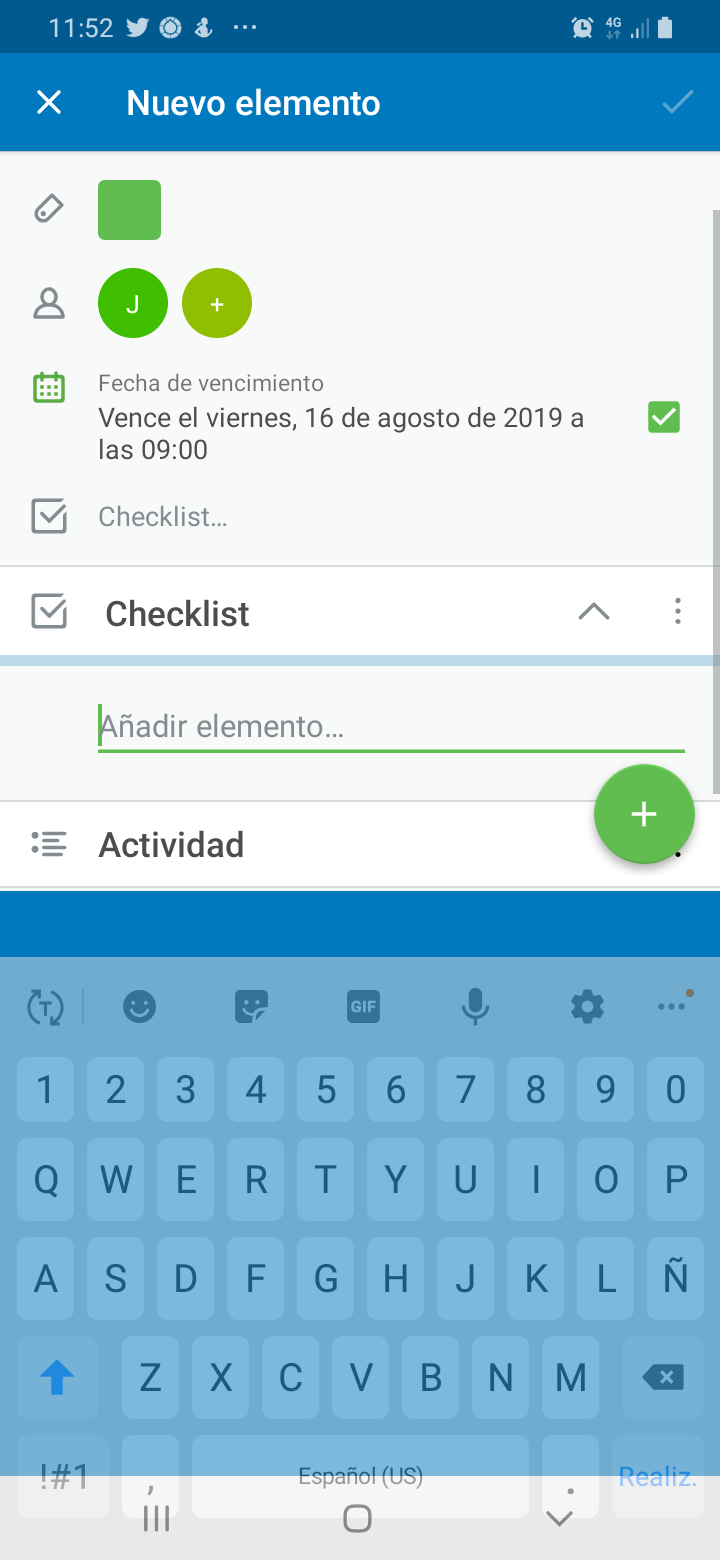 11:52
4G
Nuevo elemento
J
+
Fecha de vencimiento
Vence el viernes, 16 de agosto de 2019 a
las 09:00
Checklist...
Checklist
Añadir elemento...
+
Actividad
T
GIF
1 2 3 4 5 6 7 8 9 0
Q W E R T Y U I O P
A S D F G H J K L Ñ
Z X C V B N M
!#1 , Español (US) . Realiz.